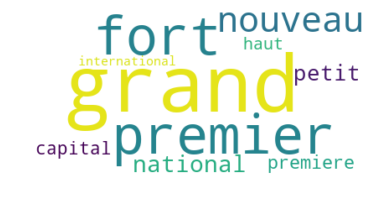 fort nouveau
haut
international
grand petit
premier
capital
national premiere